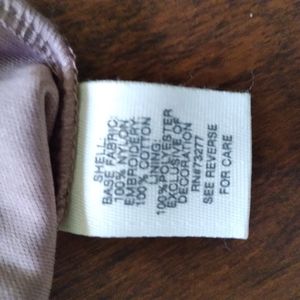 SHELL:
BASE FABRIC:
100% NYLON
EMBROIDERY:
100% COTTON
LINING:
100% POLYESTER
EXCLUSIVE OF
DECORATION
RN#73277
SEE REVERSE
FOR CARE